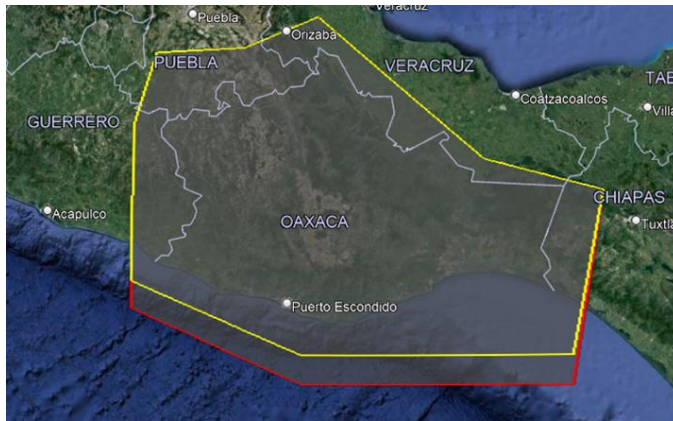 Veracruz
Puebla
Orizaba
PUEBLA
VERACRUZ
TAB
Coatzacoalcos
Villa
GUERRERO
CHIAPAS
Acapulco
OAXACA
Tuxtla
Puerto Escondido